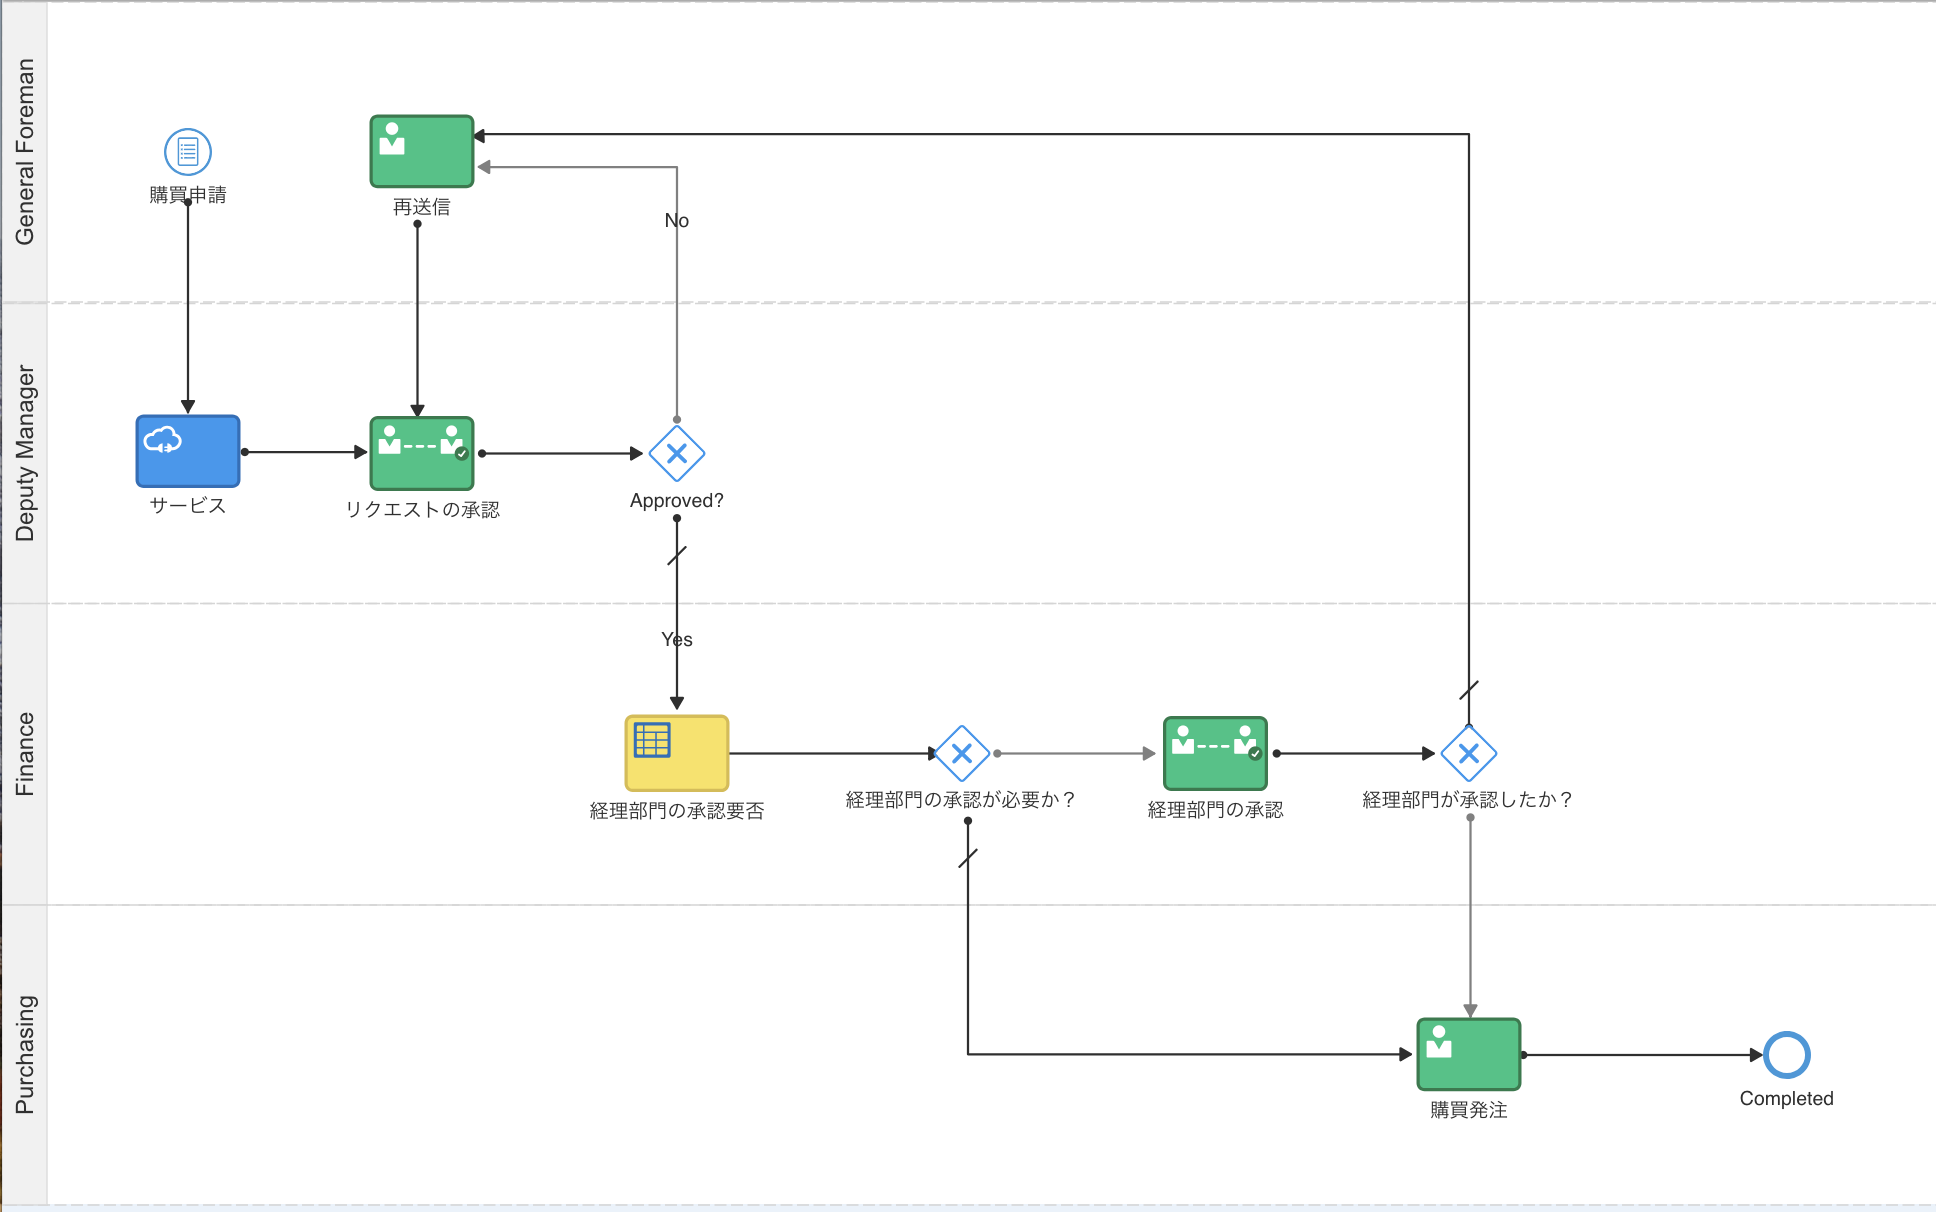 General Foreman
購買申請
再送信
No
Deputy Manager
サービス
リクエストの承認
Approved?
Yes
Finance
経理部門の承認要否
経理部門の承認が必要か？
経理部門の承認
経理部門が承認したか？
Purchasing
購買発注
Completed